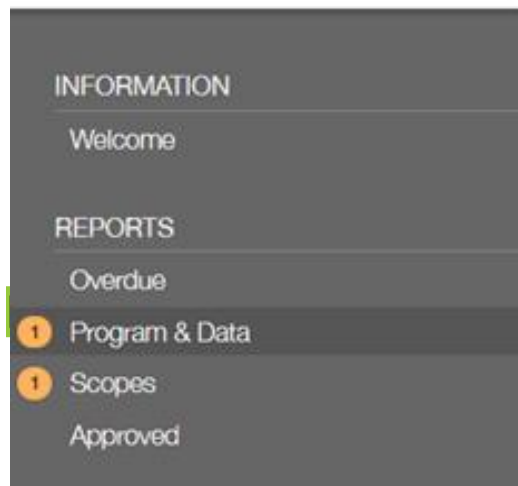 INFORMATION
Welcome
REPORTS
Overdue
1 Program & Data
1 Scopes
Approved